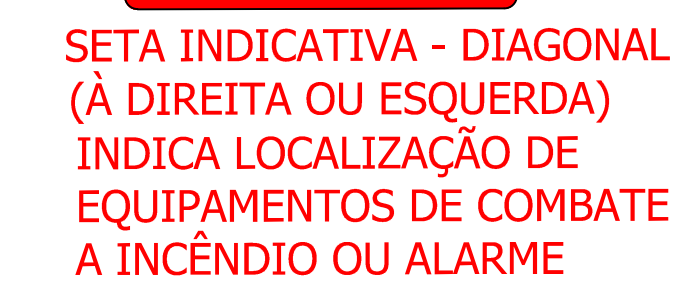 SETA INDICATIVA - DIAGONAL
(À DIREITA OU ESQUERDA)
INDICA LOCALIZAÇÃO DE
EQUIPAMENTOS DE COMBATE
A INCÊNDIO OU ALARME